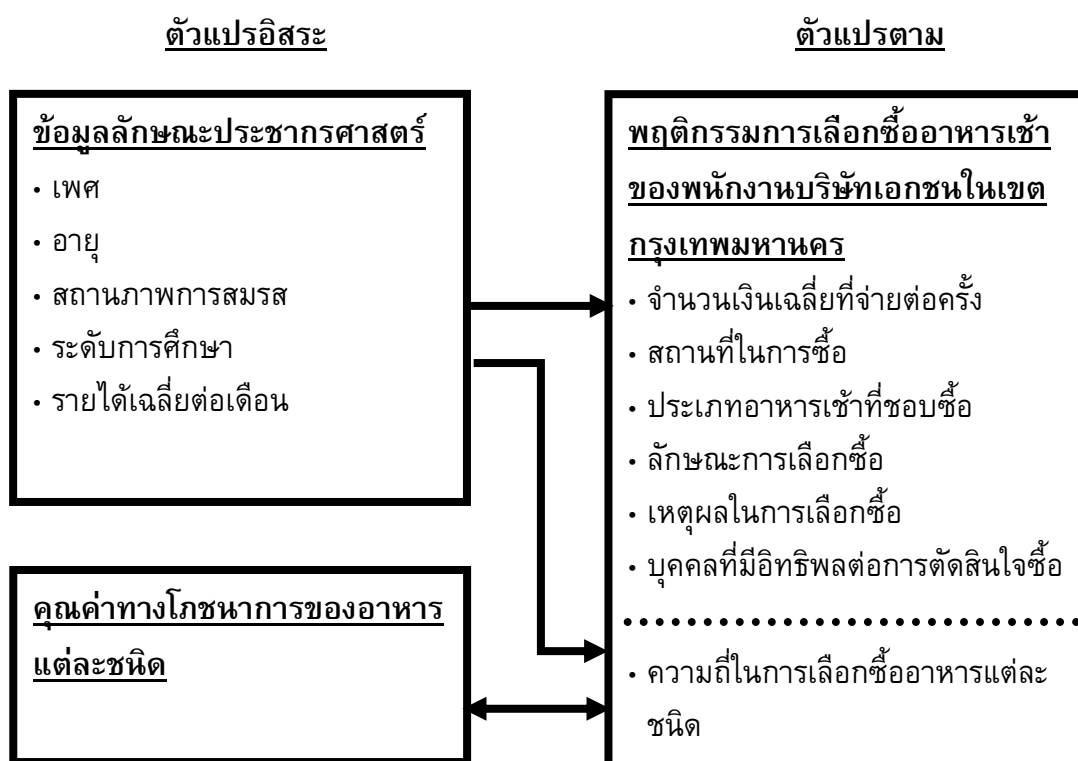 ตัวแปรอิสระ
ตัวแปรตาม
ข้อมูลลักษณะประชากรศาสตร์
• เพศ
• อายุ
• สถานภาพการสมรส
• ระดับการศึกษา
• รายได้เฉลี่ยต่อเดือน
คุณค่าทางโภชนาการของอาหาร
แต่ละชนิด
พฤติกรรมการเลือกซื้ออาหารเช้า
ของพนักงานบริษัทเอกชนในเขต
กรุงเทพมหานคร
• จำนวนเงินเฉลี่ยที่จ่ายต่อครั้ง
• สถานที่ในการซื้อ
• ประเภทอาหารเช้าที่ชอบซื้อ
• ลักษณะการเลือกซื้อ
• เหตุผลในการเลือกซื้อ
• บุคคลที่มีอิทธิพลต่อการตัดสินใจซื้อ
• ความถี่ในการเลือกซื้ออาหารแต่ละ
ชนิด